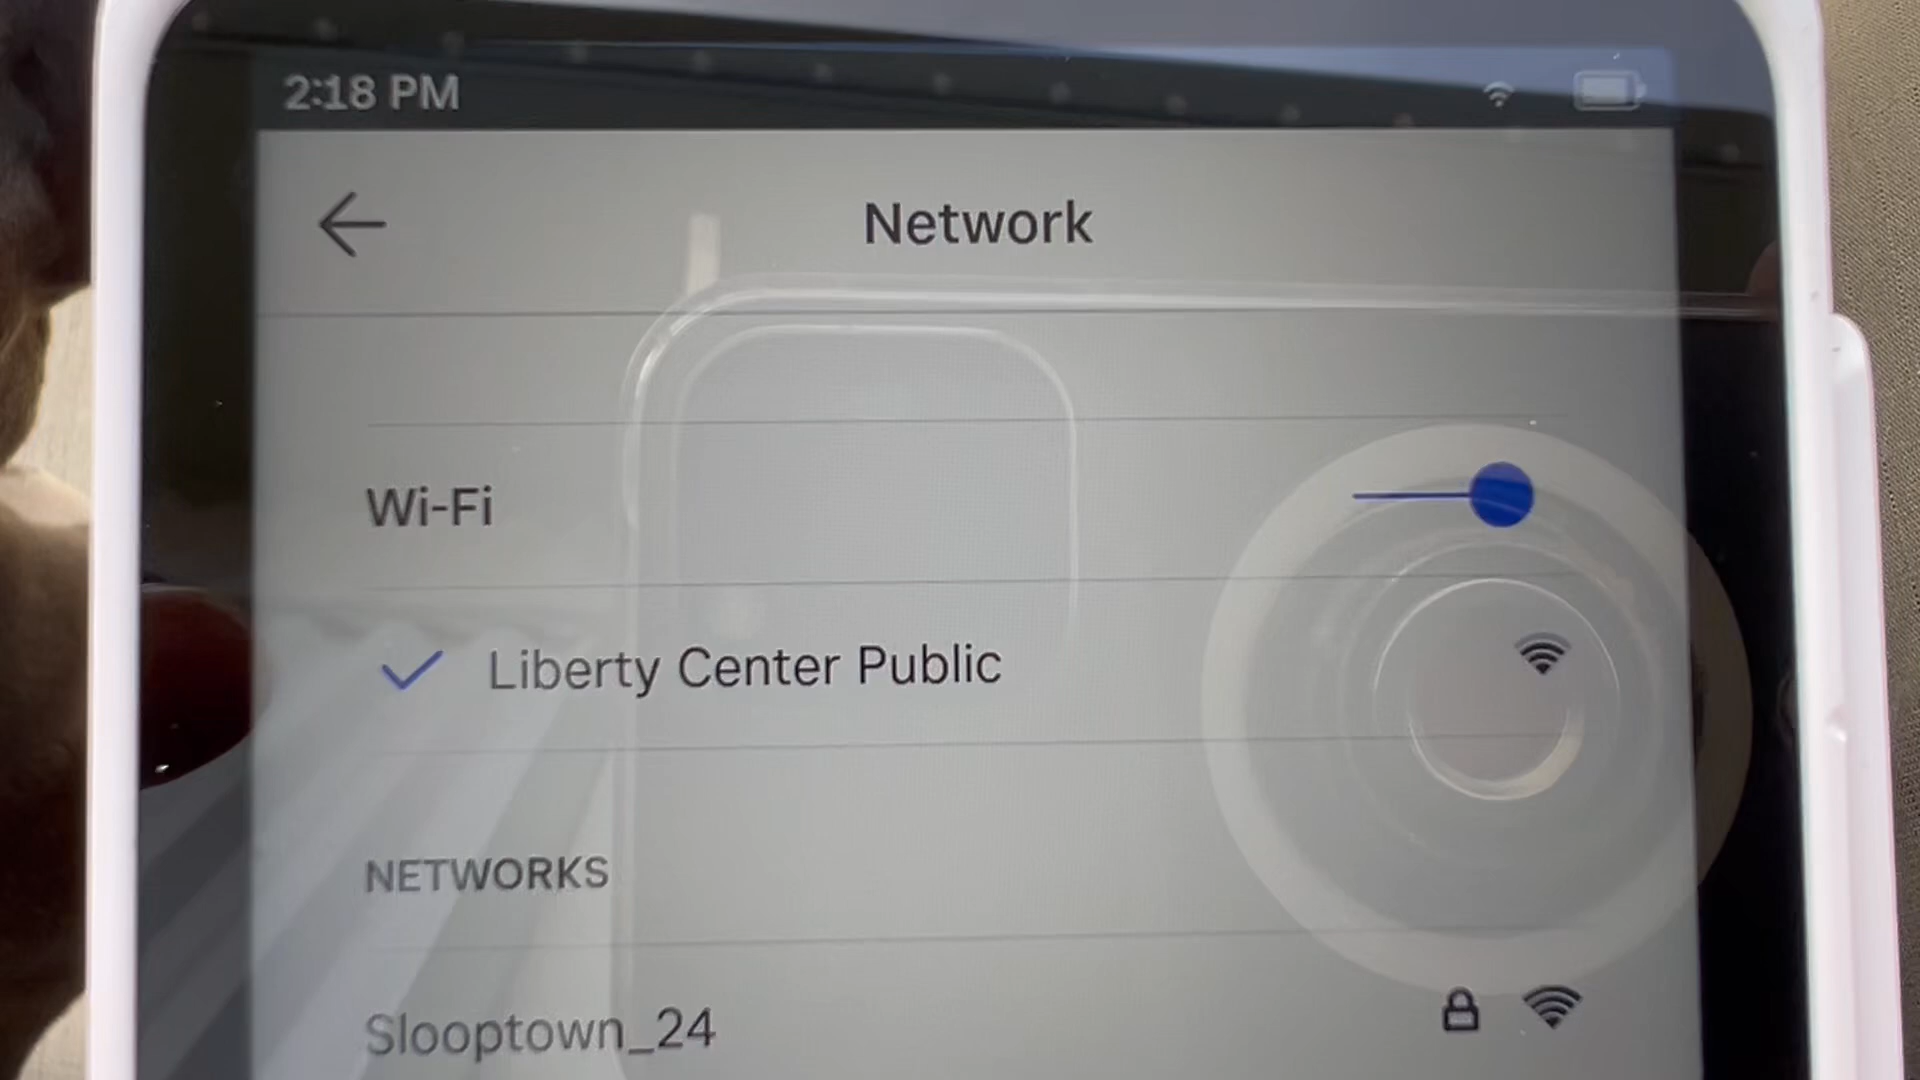 2:18 PM
Network
Wi-Fi
Liberty Center Public
NETWORKS
Slooptown_24